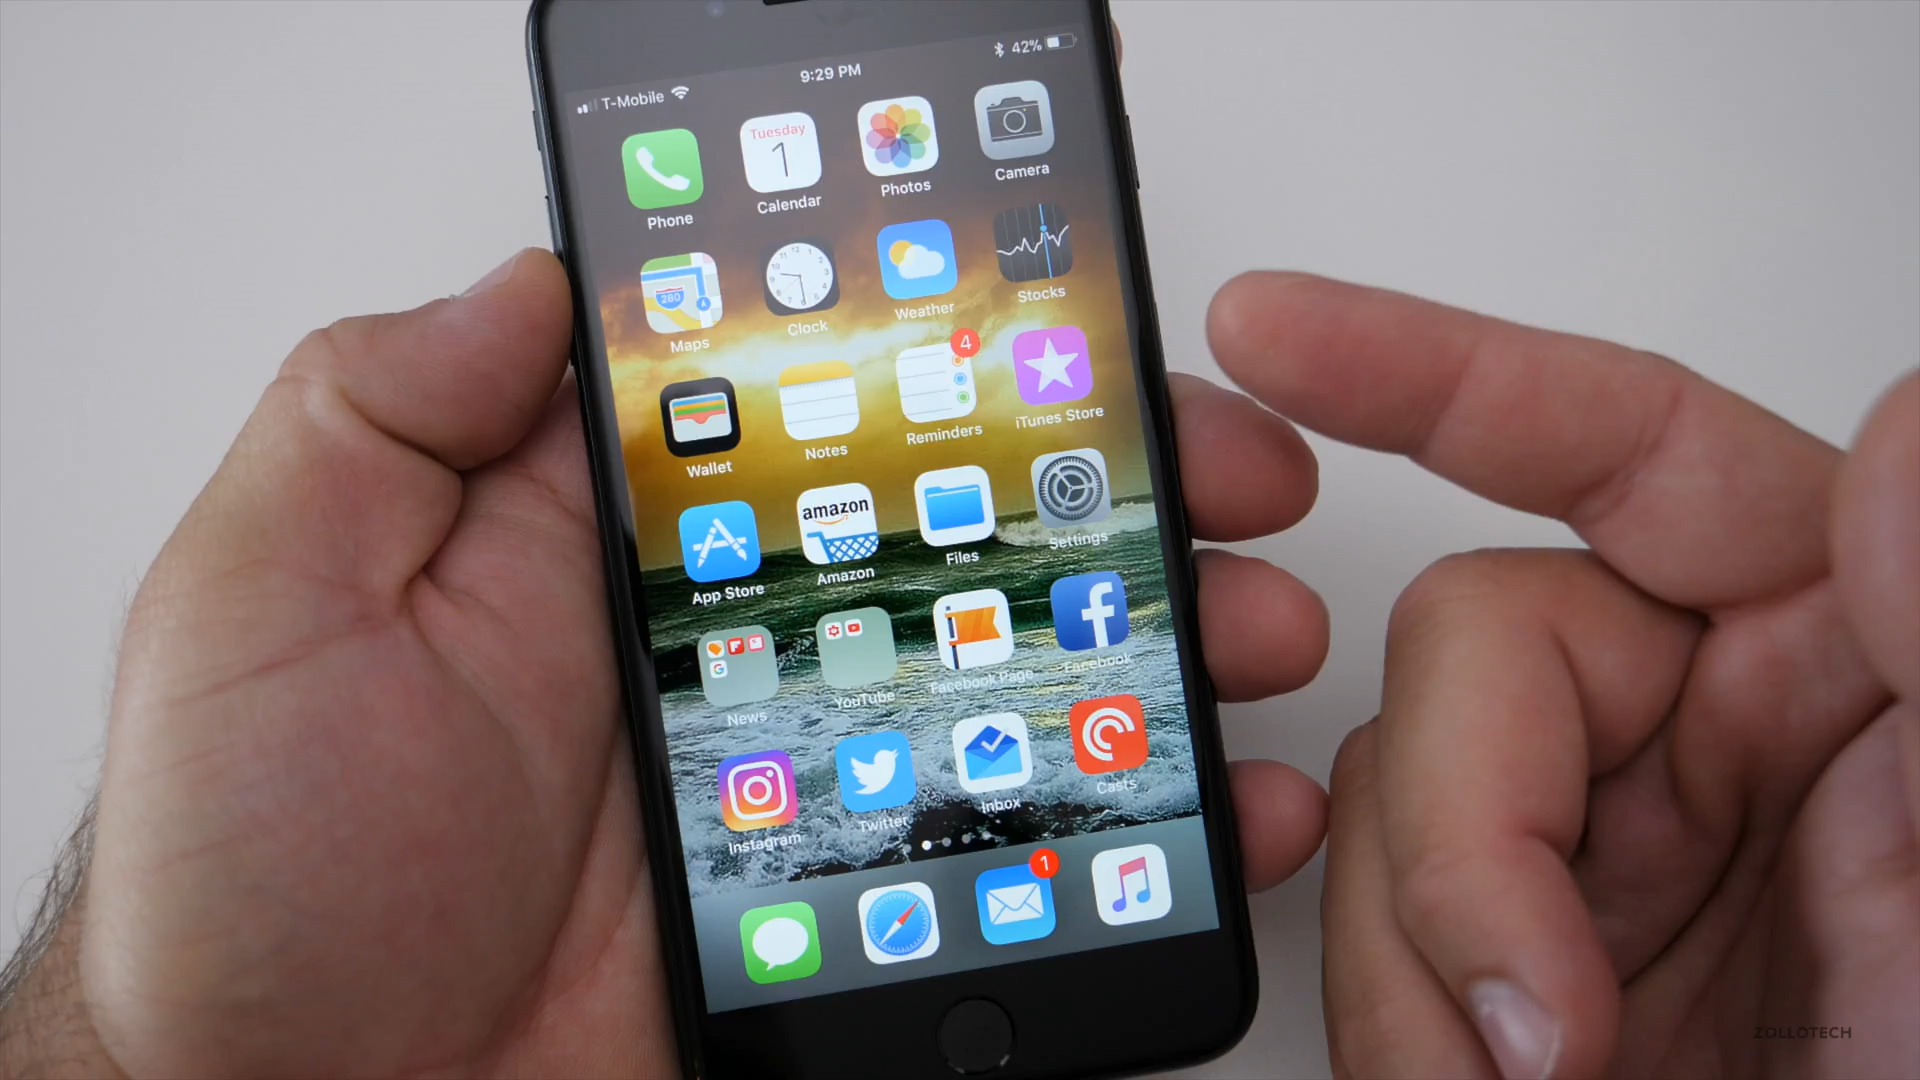 T-Mobile 9:29 PM 42%
Tuesday
1
Phone Calendar Photos Camera
280
Maps Clock Weather Stocks
4
Wallet Notes Reminders iTunes Store
amazon
App Store Amazon Files Settings
f
News YouTube Facebook Page Facebook
Instagram Twitter Inbox Casts
1
ZOLLOTECH